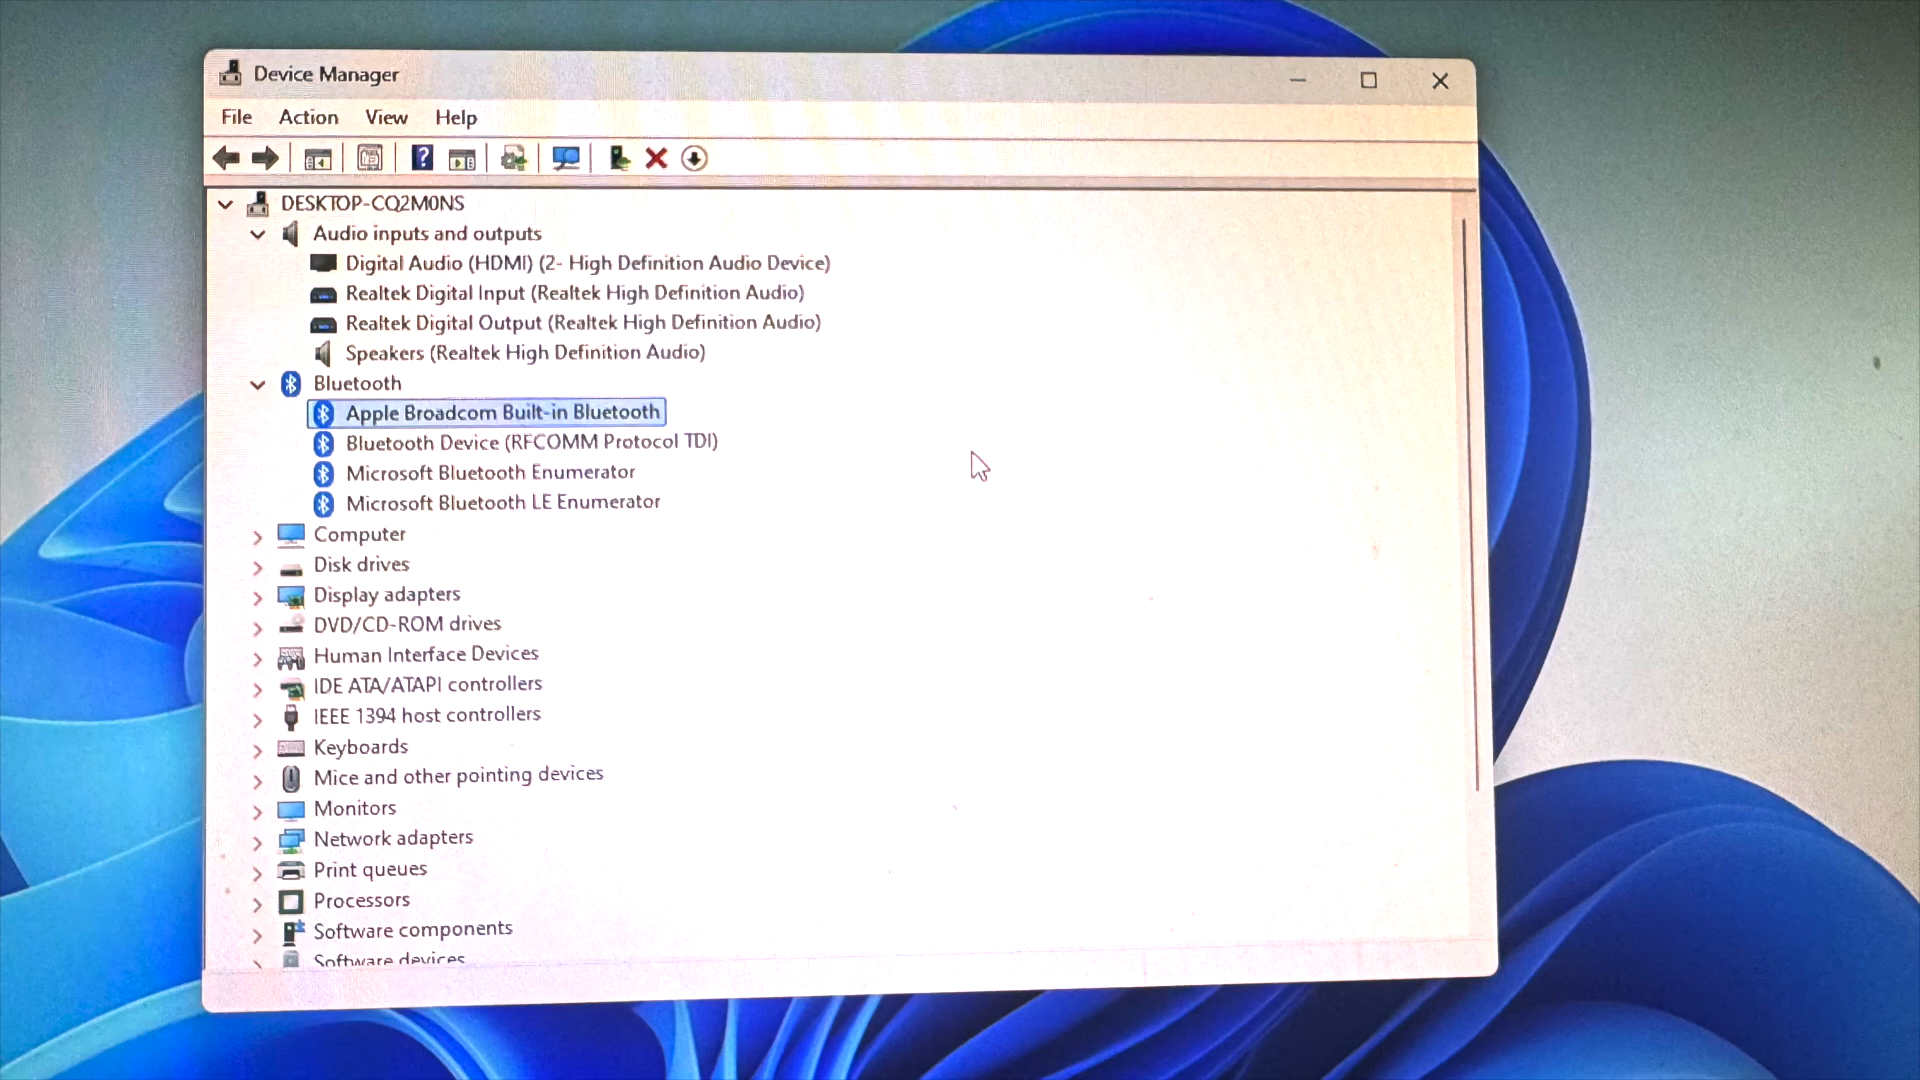 Device Manager
File Action View Help
DESKTOP-CQ2M0NS
Audio inputs and outputs
Digital Audio (HDMI) (2- High Definition Audio Device)
Realtek Digital Input (Realtek High Definition Audio)
Realtek Digital Output (Realtek High Definition Audio)
Speakers (Realtek High Definition Audio)
Bluetooth
Apple Broadcom Built-in Bluetooth
Bluetooth Device (RFCOMM Protocol TDI)
Microsoft Bluetooth Enumerator
Microsoft Bluetooth LE Enumerator
Computer
Disk drives
Display adapters
DVD/CD-ROM drives
Human Interface Devices
IDE ATA/ATAPI controllers
IEEE 1394 host controllers
Keyboards
Mice and other pointing devices
Monitors
Network adapters
Print queues
Processors
Software components
Software devices